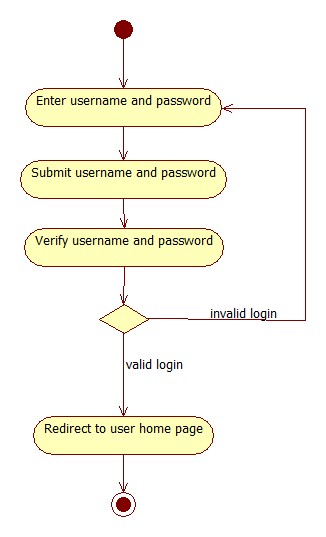 Enter username and password
Submit username and password
Verify username and password
invalid login
valid login
Redirect to user home page